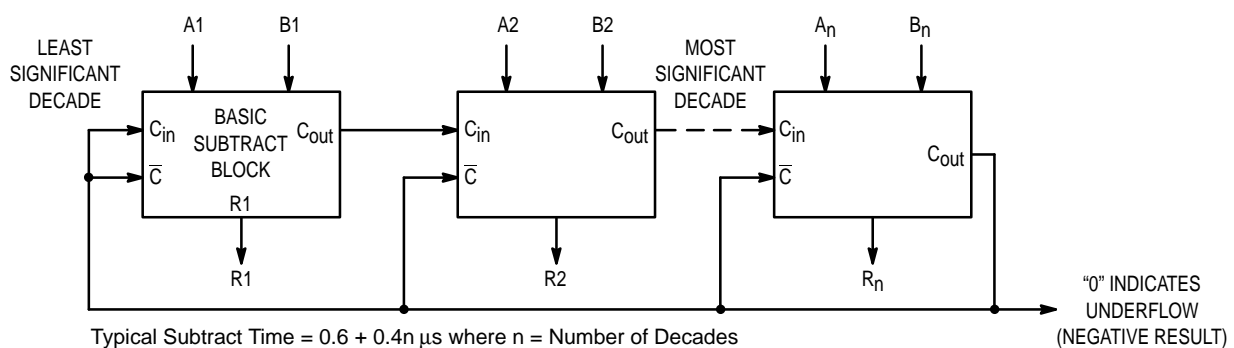 A1
B1
A2
B2
An
Bn
LEAST
SIGNIFICANT
DECADE
MOST
SIGNIFICANT
DECADE
Cin
BASIC
SUBTRACT
BLOCK
Cout
C̅
R1
Cin
Cout
C̅
Cin
Cout
C̅
R1
R2
Rn
“0” INDICATES
UNDERFLOW
(NEGATIVE RESULT)
Typical Subtract Time = 0.6 + 0.4n μs where n = Number of Decades